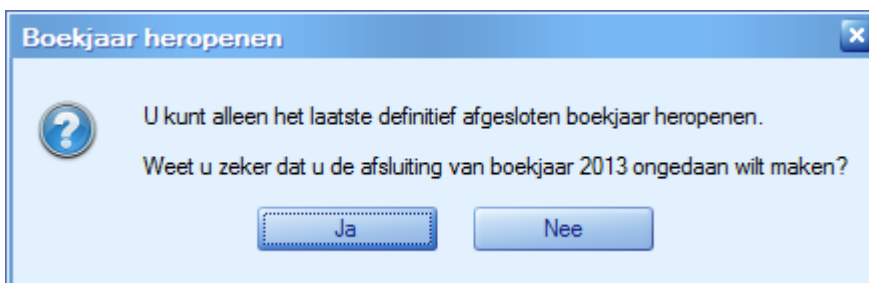 Boekjaar heropenen
U kunt alleen het laatste definitief afgesloten boekjaar heropenen.
Weet u zeker dat u de afsluiting van boekjaar 2013 ongedaan wilt maken?
Ja Nee